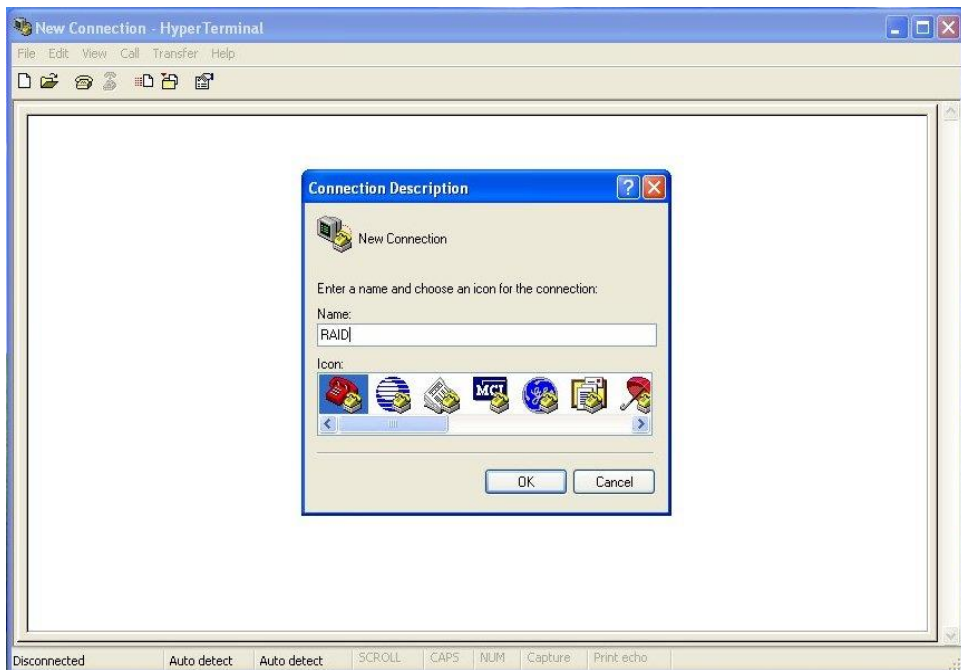 New Connection - HyperTerminal
File Edit View Call Transfer Help
Connection Description
New Connection
Enter a name and choose an icon for the connection:
Name:
RAID
Icon:
MCI
OK Cancel
Disconnected Auto detect Auto detect SCROLL CAPS NUM Capture Print echo